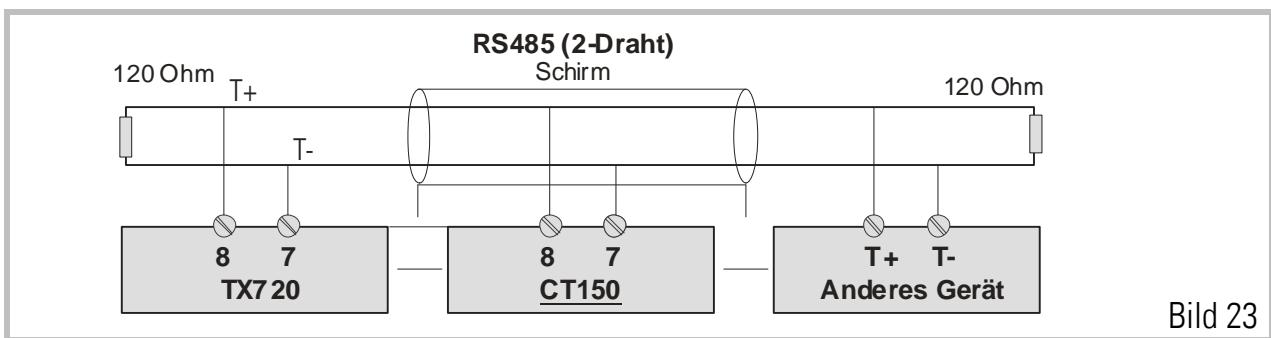 RS485 (2-Draht)
Schirm
120 Ohm
T+
120 Ohm
T-
8 7
TX720
8 7
CT150
T+ T-
Anderes Gerät
Bild 23